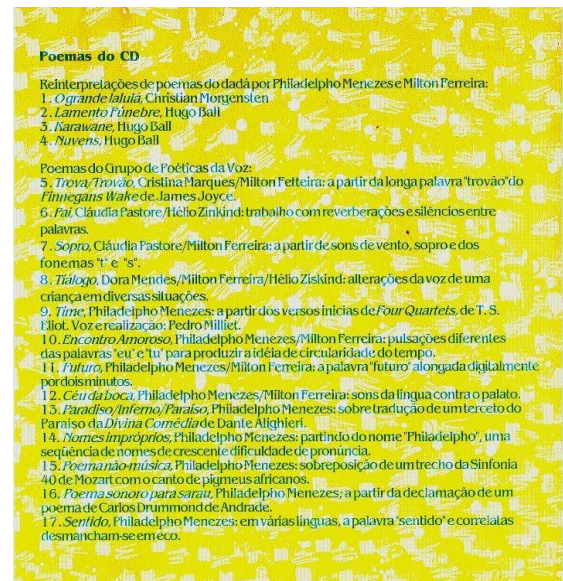 Poemas do CD
Reinterpretações de poemas do dadá por Philadelpho Menezes e Milton Ferreira:
1. O grande lalulá, Christian Morgensten
2. Lamento Fúnebre, Hugo Ball
3. Karawane, Hugo Ball
4. Nuvens, Hugo Ball
Poemas do Grupo de Poéticas da Voz:
5. Trova/Trovão, Cristina Marques/Milton Fetteira: a partir da longa palavra "trovão" do
Finnegans Wake de James Joyce.
6. Pai, Cláudia Pastore/Hélio Zinkind: trabalho com reverberações e silêncios entre
palavras.
7. Sopro, Cláudia Pastore/Milton Ferreira: a partir de sons de vento, sopro e dos
fonemas "t" e "s".
8. Tiálogo, Dora Mendes/Milton Ferreira/Hélio Ziskind: alterações da voz de uma
criança em diversas situações.
9. Time, Philadelpho Menezes: a partir dos versos inicias de Four Quartets, de T. S.
Eliot. Voz e realização: Pedro Milliet.
10. Encontro Amoroso, Philadelpho Menezes/Milton Ferreira: pulsações diferentes
das palavras "eu" e "tu" para produzir a idéia de circularidade do tempo.
11. Futuro, Philadelpho Menezes/Milton Ferreira: a palavra "futuro" alongada digitalmente
por dois minutos.
12. Céu da boca, Philadelpho Menezes/Milton Ferreira: sons da língua contra o palato.
13. Paradiso/Inferno/Paraíso, Philadelpho Menezes: sobre tradução de um terceto do
Paraíso da Divina Comédia de Dante Alighieri.
14. Nomes impróprios, Philadelpho Menezes: partindo do nome "Philadelpho", uma
seqüência de nomes de crescente dificuldade de pronúncia.
15. Poema não-música, Philadelpho Menezes: sobreposição de um trecho da Sinfonia
40 de Mozart com o canto de pigmeus africanos.
16. Poema sonoro para sarau, Philadelpho Menezes; a partir da declamação de um
poema de Carlos Drummond de Andrade.
17. Sentido, Philadelpho Menezes: em várias línguas, a palavra "sentido" e correlatas
desmancham-se em eco.